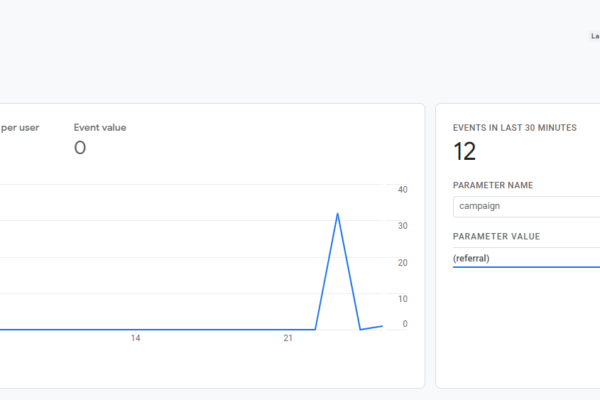 La
per user
Event value
0
40
30
20
10
0
14
21
EVENTS IN LAST 30 MINUTES
12
PARAMETER NAME
campaign
PARAMETER VALUE
(referral)